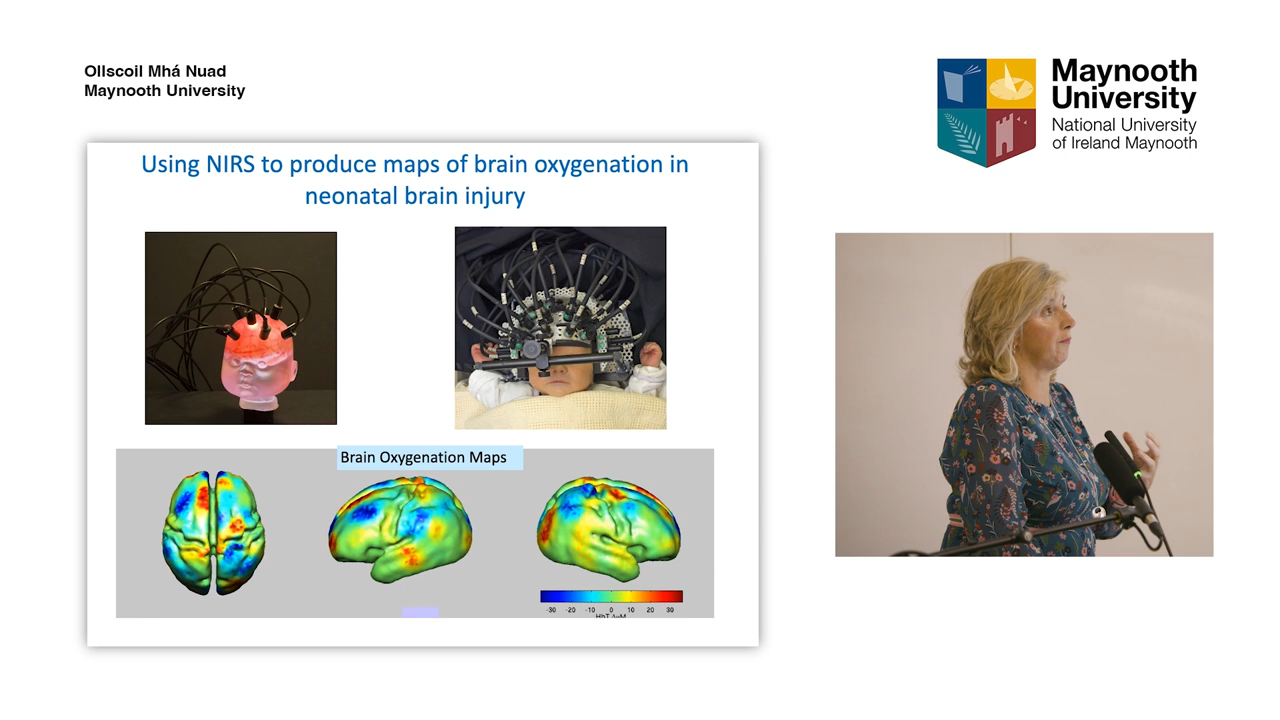 Ollscoil Mhá Nuad
Maynooth University
Maynooth
University
National University
of Ireland Maynooth
Using NIRS to produce maps of brain oxygenation in
neonatal brain injury
Brain Oxygenation Maps
-30 -20 -10 0 10 20 30